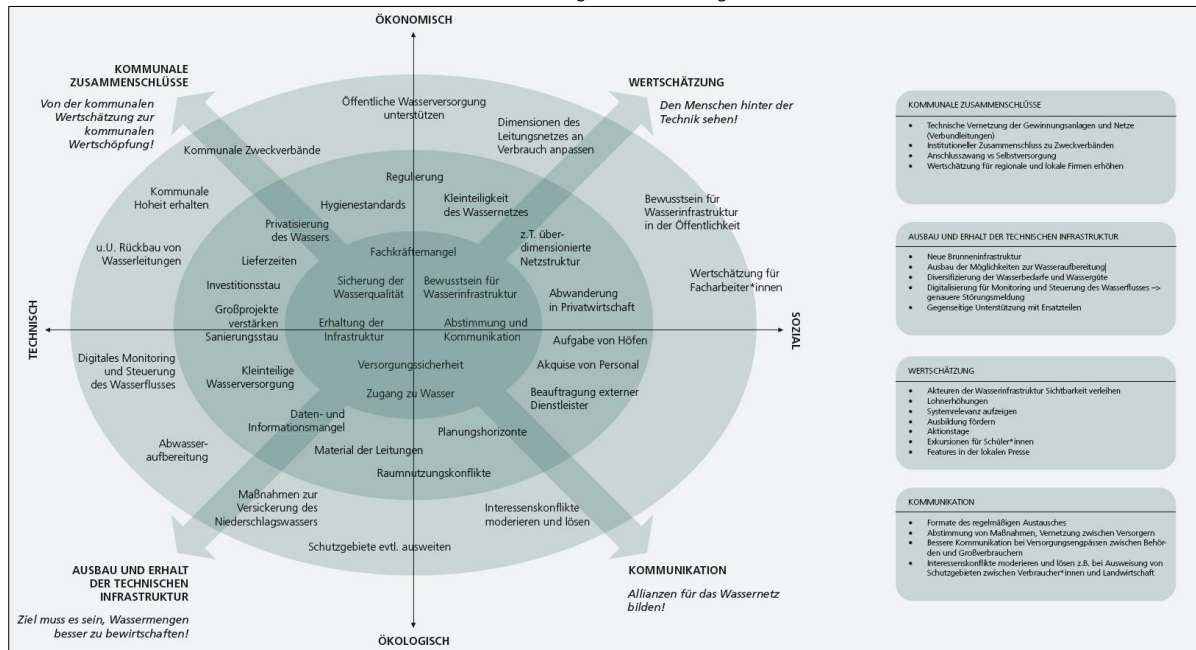 ÖKONOMISCH
KOMMUNALE
ZUSAMMENSCHLÜSSE
Von der kommunalen
Wertschätzung zur
kommunalen
Wertschöpfung!
WERTSCHÄTZUNG
Den Menschen hinter der
Technik sehen!
Öffentliche Wasserversorgung
unterstützen
Dimensionen des
Leitungsnetzes an
Verbrauch anpassen
Kommunale Zweckverbände
Regulierung
Kommunale
Hoheit erhalten
Hygienestandards
Kleinteiligkeit
des Wassernetzes
Bewusstsein für
Wasserinfrastruktur
in der Öffentlichkeit
Privatisierung
des Wassers
z.T. über-
dimensionierte
Netzstruktur
u.U. Rückbau von
Wasserleitungen
Fachkräftemangel
Lieferzeiten
Sicherung der
Wasserqualität
Bewusstsein für
Wasserinfrastruktur
Wertschätzung für
Facharbeiter*innen
Investitionsstau
Abwanderung
in Privatwirtschaft
Großprojekte
verstärken
Sanierungsstau
Erhaltung der
Infrastruktur
Abstimmung und
Kommunikation
TECHNISCH
SOZIAL
Aufgabe von Höfen
Digitales Monitoring
und Steuerung
des Wasserflusses
Kleinteilige
Wasserversorgung
Versorgungssicherheit
Akquise von Personal
Zugang zu Wasser
Beauftragung externer
Dienstleister
Daten- und
Informationsmangel
Planungshorizonte
Abwasser-
aufbereitung
Material der Leitungen
Raumnutzungskonflikte
Maßnahmen zur
Versickerung des
Niederschlagswassers
Interessenskonflikte
moderieren und lösen
Schutzgebiete evtl. ausweiten
AUSBAU UND ERHALT
DER TECHNISCHEN
INFRASTRUKTUR
Ziel muss es sein, Wassermengen
besser zu bewirtschaften!
KOMMUNIKATION
Allianzen für das Wassernetz
bilden!
ÖKOLOGISCH
KOMMUNALE ZUSAMMENSCHLÜSSE
• Technische Vernetzung der Gewinnungsanlagen und Netze
(Verbundleitungen)
• Institutioneller Zusammenschluss zu Zweckverbänden
• Anschlusszwang vs Selbstversorgung
• Wertschätzung für regionale und lokale Firmen erhöhen
AUSBAU UND ERHALT DER TECHNISCHEN INFRASTRUKTUR
• Neue Brunneninfrastruktur
• Ausbau der Möglichkeiten zur Wasseraufbereitung
• Diversifizierung der Wasserbedarfe und Wassergüte
• Digitalisierung für Monitoring und Steuerung des Wasserflusses –>
genauere Störungsmeldung
• Gegenseitige Unterstützung mit Ersatzteilen
WERTSCHÄTZUNG
• Akteuren der Wasserinfrastruktur Sichtbarkeit verleihen
• Lohnerhöhungen
• Systemrelevanz aufzeigen
• Ausbildung fördern
• Aktionstage
• Exkursionen für Schüler*innen
• Features in der lokalen Presse
KOMMUNIKATION
• Formate des regelmäßigen Austausches
• Abstimmung von Maßnahmen, Vernetzung zwischen Versorgern
• Bessere Kommunikation bei Versorgungsengpässen zwischen Behör-
den und Großverbrauchern
• Interessenskonflikte moderieren und lösen z.B. bei Ausweisung von
Schutzgebieten zwischen Verbraucher*innen und Landwirtschaft